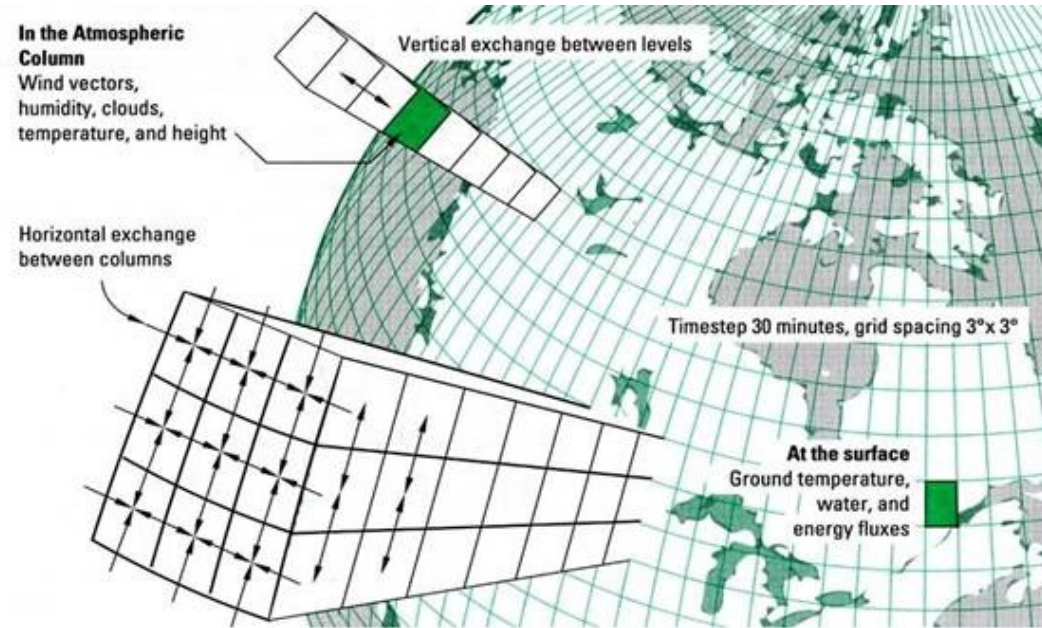 In the Atmospheric
Column
Wind vectors,
humidity, clouds,
temperature, and height
Vertical exchange between levels
Horizontal exchange
between columns
Timestep 30 minutes, grid spacing 3°x 3°
At the surface
Ground temperature,
water, and
energy fluxes